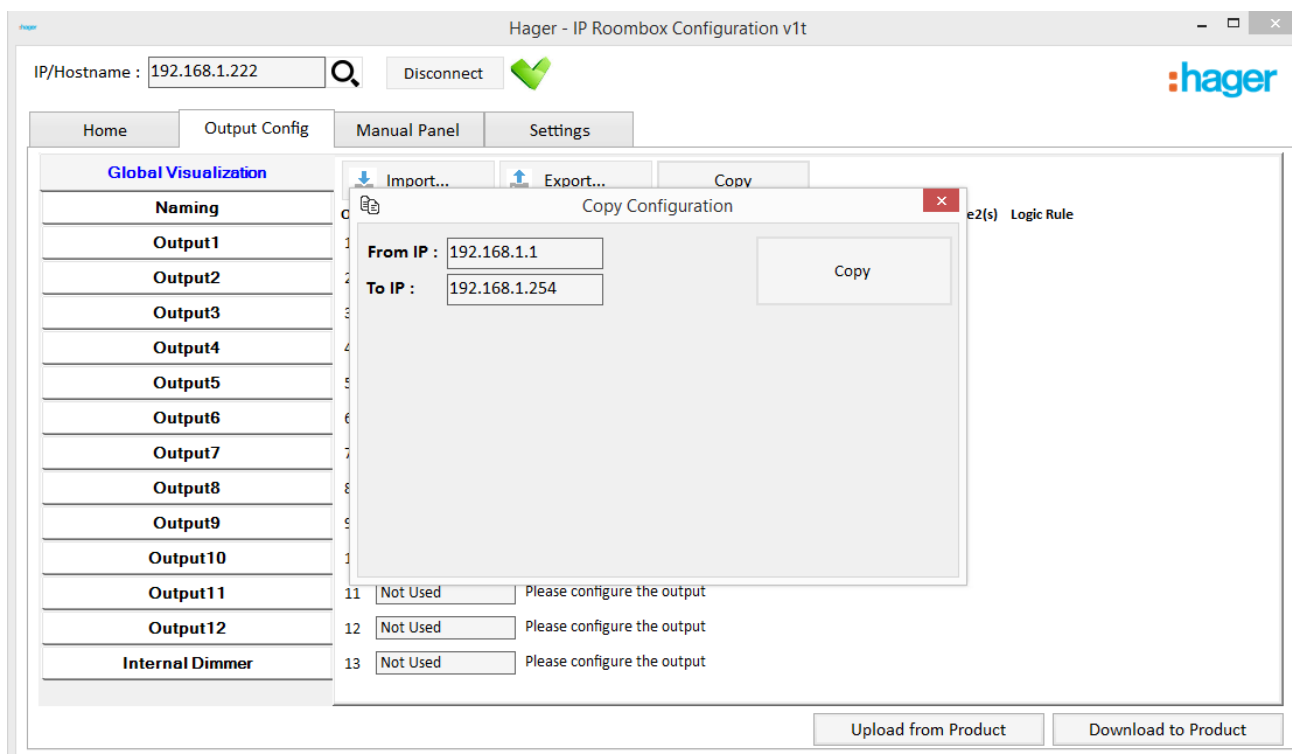 :hager
Hager - IP Roombox Configuration v1t
IP/Hostname : 192.168.1.222 Disconnect
:hager
Home Output Config Manual Panel Settings
Global Visualization
Naming
Output1
Output2
Output3
Output4
Output5
Output6
Output7
Output8
Output9
Output10
Output11
Output12
Internal Dimmer
Import... Export... Copy
e2(s) Logic Rule
Copy Configuration
From IP : 192.168.1.1
To IP : 192.168.1.254
Copy
11 Not Used Please configure the output
12 Not Used Please configure the output
13 Not Used Please configure the output
Upload from Product Download to Product